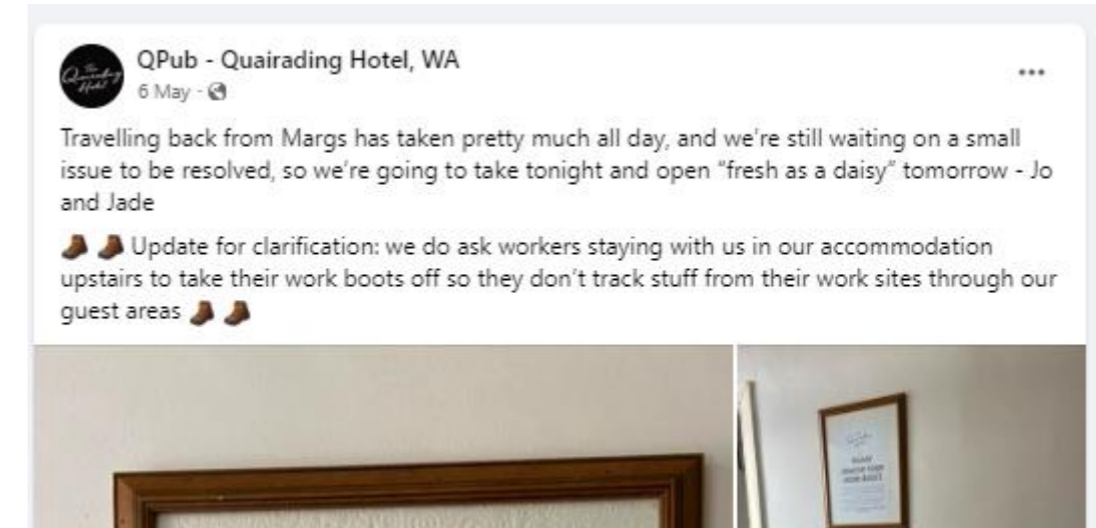 The
Quairading
Hotel
QPub - Quairading Hotel, WA
6 May ·
Travelling back from Margs has taken pretty much all day, and we're still waiting on a small
issue to be resolved, so we're going to take tonight and open “fresh as a daisy” tomorrow - Jo
and Jade
Update for clarification: we do ask workers staying with us in our accommodation
upstairs to take their work boots off so they don't track stuff from their work sites through our
guest areas